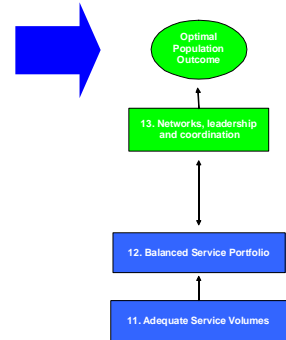 Optimal
Population
Outcome
13. Networks, leadership
and coordination
12. Balanced Service Portfolio
11. Adequate Service Volumes